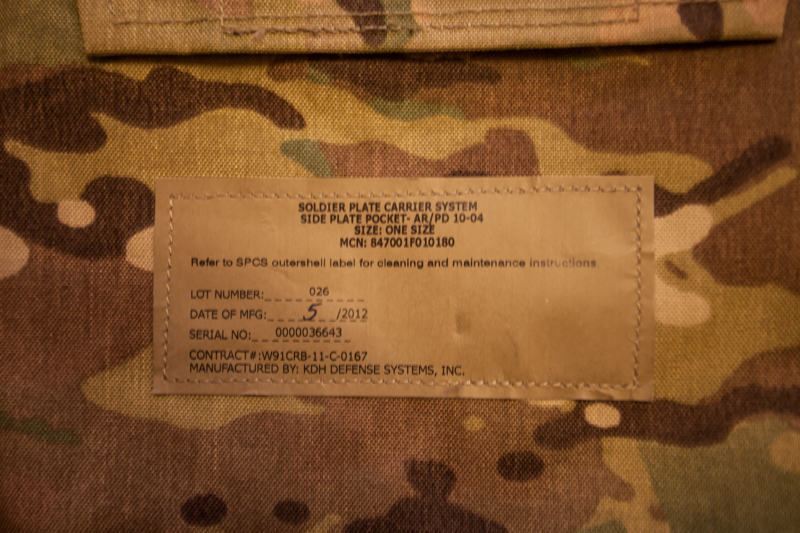 SOLDIER PLATE CARRIER SYSTEM
SIDE PLATE POCKET- AR/PD 10-04
SIZE: ONE SIZE
MCN: 847001F010180
Refer to SPCS outershell label for cleaning and maintenance instructions.
LOT NUMBER: 026
DATE OF MFG: 5 /2012
SERIAL NO: 0000036643
CONTRACT#:W91CRB-11-C-0167
MANUFACTURED BY: KDH DEFENSE SYSTEMS, INC.